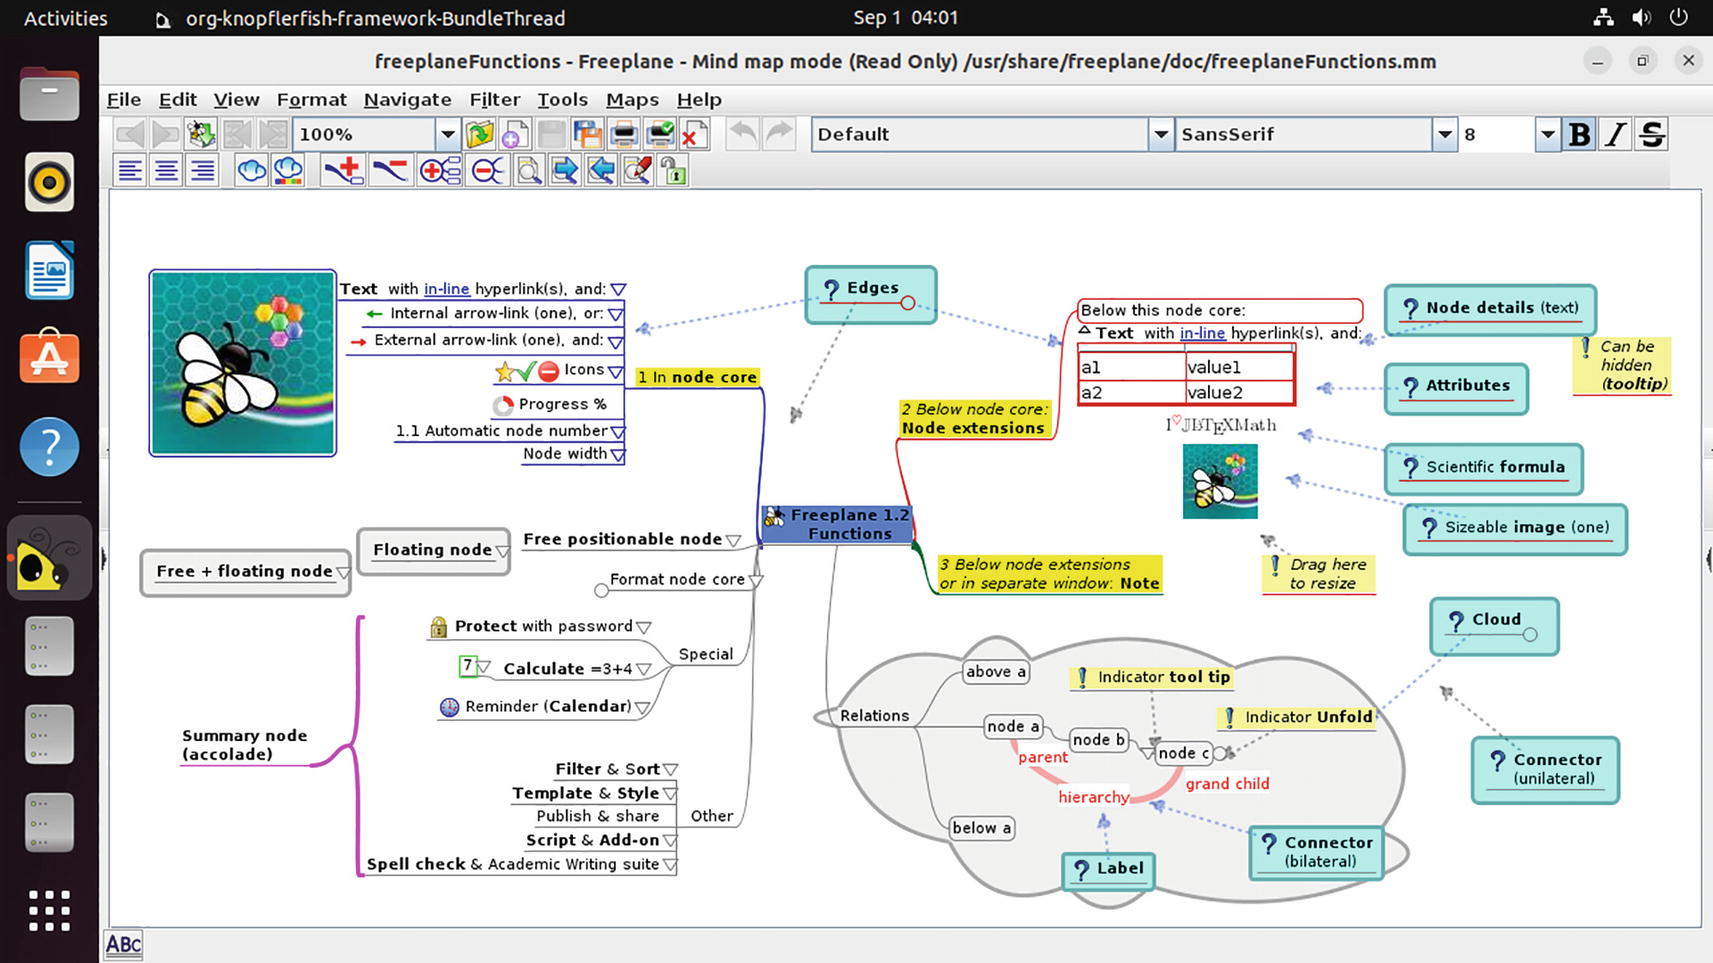 Activities
org-knopflerfish-framework-BundleThread
Sep 1 04:01
freeplaneFunctions - Freeplane - Mind map mode (Read Only) /usr/share/freeplane/doc/freeplaneFunctions.mm
File Edit View Format Navigate Filter Tools Maps Help
100%
Default
SansSerif
8
B I S
Text with in-line hyperlink(s), and:
Internal arrow-link (one), or:
External arrow-link (one), and:
Icons
Progress %
1.1 Automatic node number
Node width
1 In node core
? Edges
2 Below node core:
Node extensions
Below this node core:
Text with in-line hyperlink(s), and:
a1 value1
a2 value2
I♡JLATEXMath
? Node details (text)
! Can be
hidden
(tooltip)
? Attributes
? Scientific formula
? Sizeable image (one)
! Drag here
to resize
Freeplane 1.2
Functions
3 Below node extensions
or in separate window: Note
Free positionable node
Floating node
Free + floating node
Format node core
Protect with password
7
Calculate =3+4
Reminder (Calendar)
Special
Summary node
(accolade)
Filter & Sort
Template & Style
Publish & share
Script & Add-on
Spell check & Academic Writing suite
Other
Relations
above a
node a
node b
node c
below a
parent
hierarchy
grand child
! Indicator tool tip
! Indicator Unfold
? Cloud
? Connector
(unilateral)
? Connector
(bilateral)
? Label
ABC